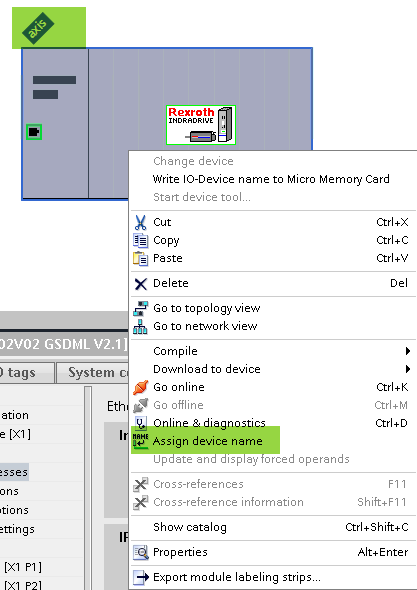 axis
Rexroth
INDRADRIVE
Change device
Write IO-Device name to Micro Memory Card
Start device tool...
Cut Ctrl+X
Copy Ctrl+C
Paste Ctrl+V
Delete Del
Go to topology view
Go to network view
02V02 GSDML V2.1]
Compile
O tags System co
Download to device
Go online Ctrl+K
Ethe
Go offline Ctrl+M
ation
Online & diagnostics Ctrl+D
e [X1]
In
NAME
Assign device name
Update and display forced operands
esses
Cross-references F11
ons
Cross-reference information Shift+F11
otions
ettings
Show catalog Ctrl+Shift+C
IP
Properties Alt+Enter
[X1 P1]
Export module labeling strips...
[X1 P2]